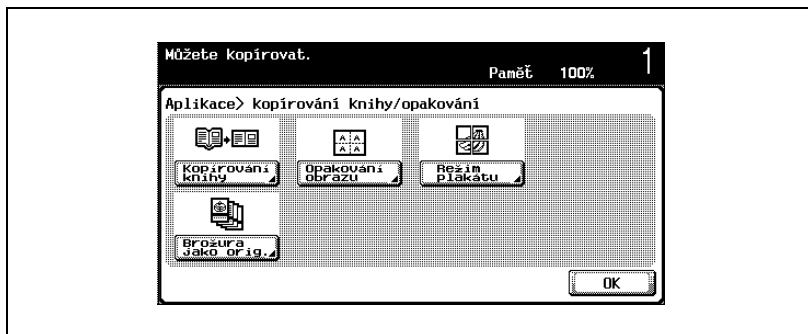 Můžete kopírovat.
Paměť 100% 1
Aplikace> kopírování knihy/opakování
A A
A A
Kopírování
knihy
Opakování
obrazu
Režim
plakátu
Brožura
jako orig.
OK